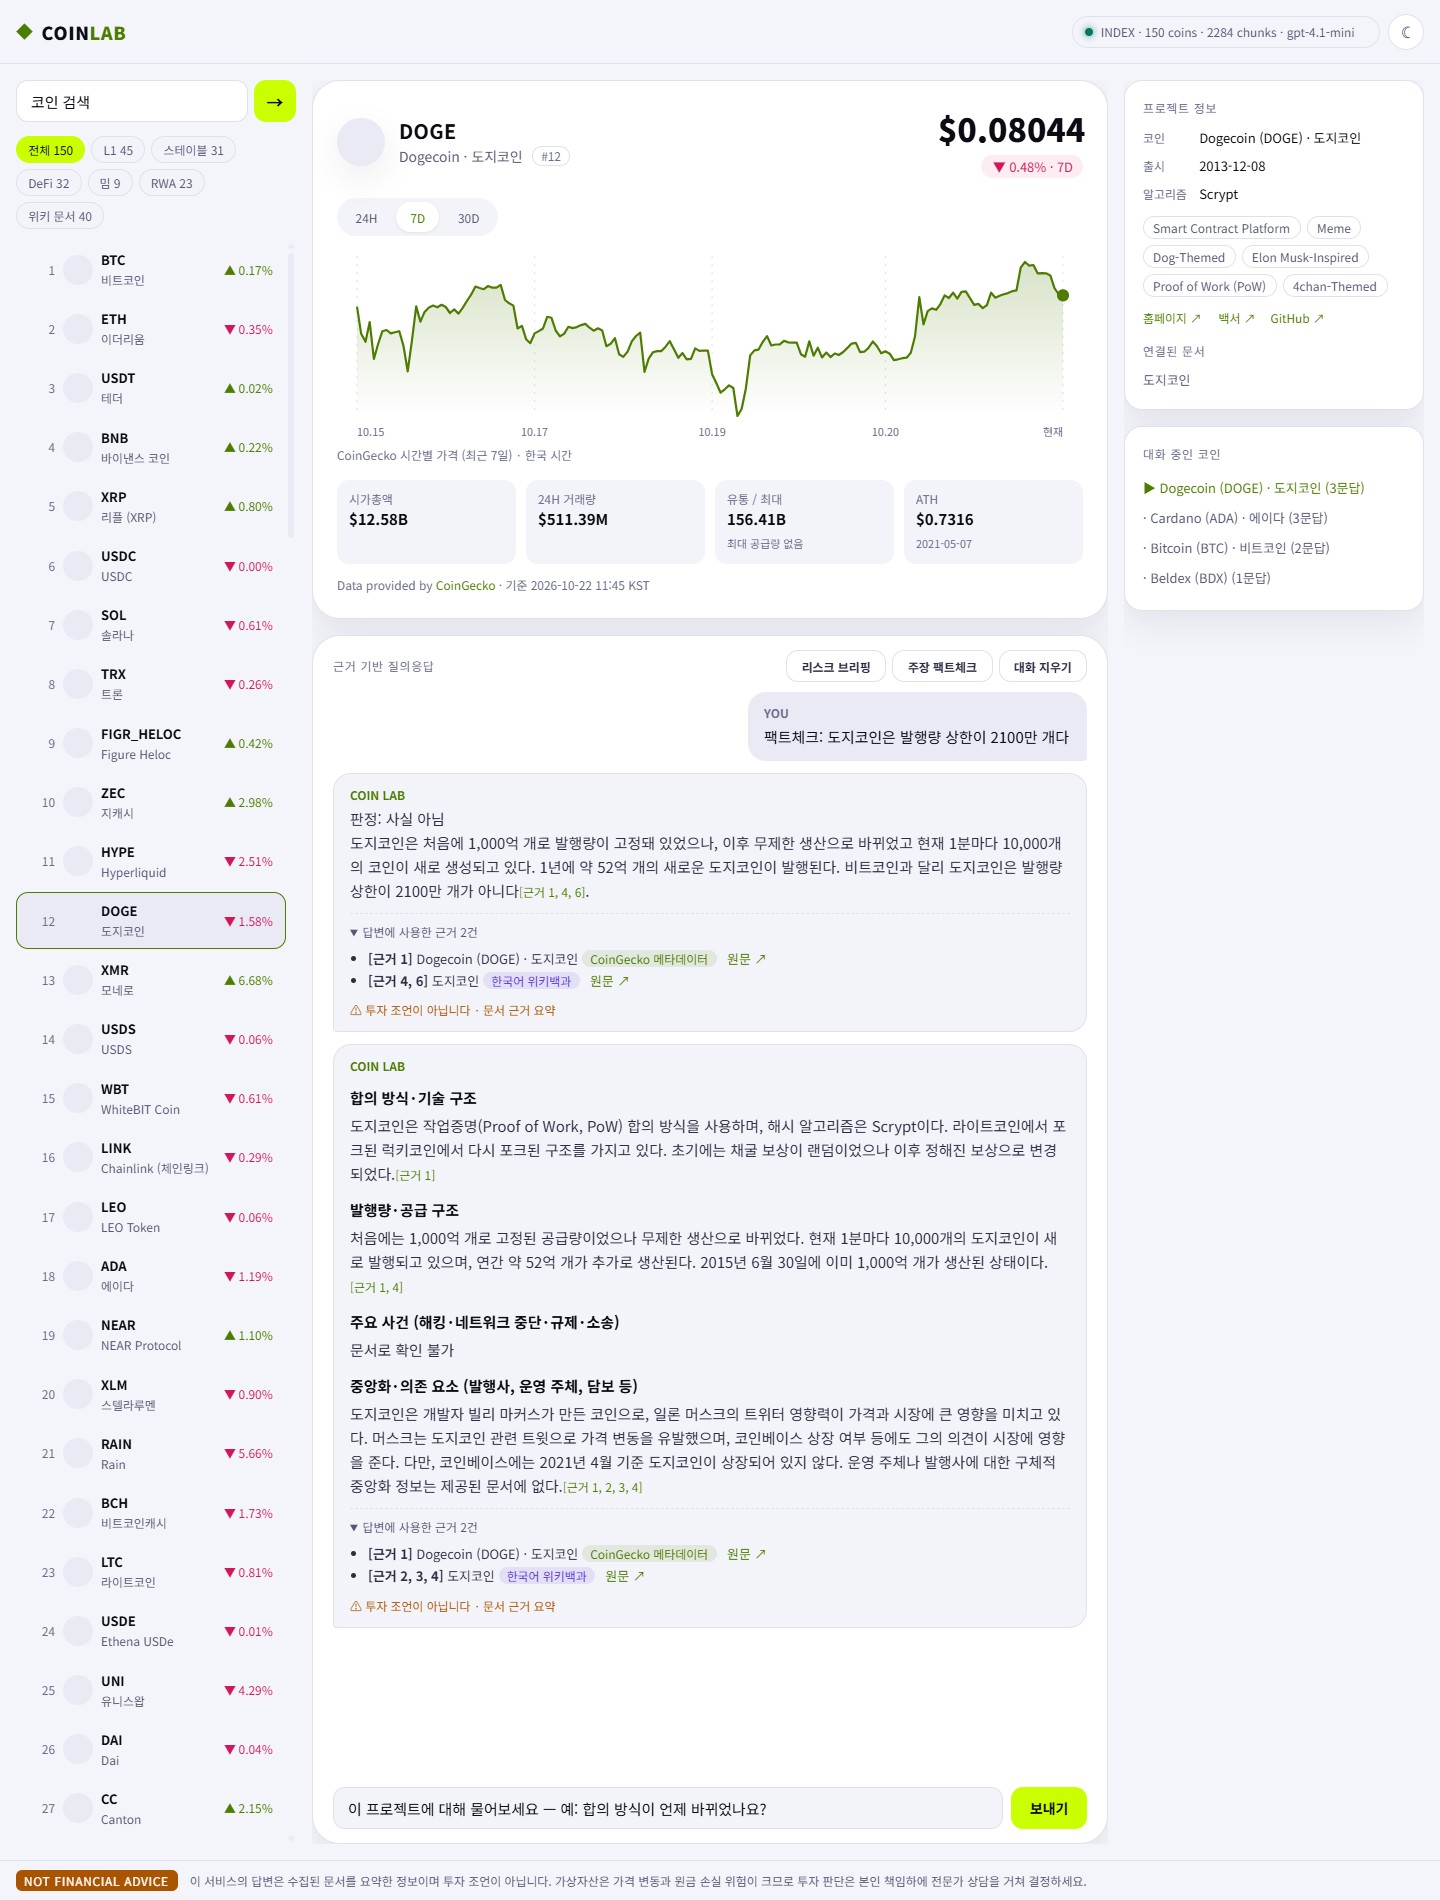 ◆ COINLAB
INDEX · 150 coins · 2284 chunks · gpt-4.1-mini
☾
코인 검색
→
전체 150
L1 45
스테이블 31
DeFi 32
밈 9
RWA 23
위키 문서 40
1 BTC ▲ 0.17%
비트코인
2 ETH ▼ 0.35%
이더리움
3 USDT ▲ 0.02%
테더
4 BNB ▲ 0.22%
바이낸스 코인
5 XRP ▲ 0.80%
리플 (XRP)
6 USDC ▼ 0.00%
USDC
7 SOL ▼ 0.61%
솔라나
8 TRX ▼ 0.26%
트론
9 FIGR_HELOC ▲ 0.42%
Figure Heloc
10 ZEC ▲ 2.98%
지캐시
11 HYPE ▼ 2.51%
Hyperliquid
12 DOGE ▼ 1.58%
도지코인
13 XMR ▲ 6.68%
모네로
14 USDS ▼ 0.06%
USDS
15 WBT ▼ 0.61%
WhiteBIT Coin
16 LINK ▼ 0.29%
Chainlink (체인링크)
17 LEO ▼ 0.06%
LEO Token
18 ADA ▼ 1.19%
에이다
19 NEAR ▲ 1.10%
NEAR Protocol
20 XLM ▼ 0.90%
스텔라루멘
21 RAIN ▼ 5.66%
Rain
22 BCH ▼ 1.73%
비트코인캐시
23 LTC ▼ 0.81%
라이트코인
24 USDE ▼ 0.01%
Ethena USDe
25 UNI ▼ 4.29%
유니스왑
26 DAI ▼ 0.04%
Dai
27 CC ▲ 2.15%
Canton
DOGE
Dogecoin · 도지코인 #12
$0.08044
▼ 0.48% · 7D
24H 7D 30D
10.15 10.17 10.19 10.20 현재
CoinGecko 시간별 가격 (최근 7일) · 한국 시간
시가총액
$12.58B
24H 거래량
$511.39M
유통 / 최대
156.41B
최대 공급량 없음
ATH
$0.7316
2021-05-07
Data provided by CoinGecko · 기준 2026-10-22 11:45 KST
근거 기반 질의응답
리스크 브리핑
주장 팩트체크
대화 지우기
YOU
팩트체크: 도지코인은 발행량 상한이 2100만 개다
COIN LAB
판정: 사실 아님
도지코인은 처음에 1,000억 개로 발행량이 고정돼 있었으나, 이후 무제한 생산으로 바뀌었고 현재 1분마다 10,000개
의 코인이 새로 생성되고 있다. 1년에 약 52억 개의 새로운 도지코인이 발행된다. 비트코인과 달리 도지코인은 발행량
상한이 2100만 개가 아니다[근거 1, 4, 6].
▼ 답변에 사용한 근거 2건
• [근거 1] Dogecoin (DOGE) · 도지코인 CoinGecko 메타데이터 원문 ↗
• [근거 4, 6] 도지코인 한국어 위키백과 원문 ↗
⚠ 투자 조언이 아닙니다 · 문서 근거 요약
COIN LAB
합의 방식·기술 구조
도지코인은 작업증명(Proof of Work, PoW) 합의 방식을 사용하며, 해시 알고리즘은 Scrypt이다. 라이트코인에서 포
크된 럭키코인에서 다시 포크된 구조를 가지고 있다. 초기에는 채굴 보상이 랜덤이었으나 이후 정해진 보상으로 변경
되었다.[근거 1]
발행량·공급 구조
처음에는 1,000억 개로 고정된 공급량이었으나 무제한 생산으로 바뀌었다. 현재 1분마다 10,000개의 도지코인이 새
로 발행되고 있으며, 연간 약 52억 개가 추가로 생산된다. 2015년 6월 30일에 이미 1,000억 개가 생산된 상태이다.
[근거 1, 4]
주요 사건 (해킹·네트워크 중단·규제·소송)
문서로 확인 불가
중앙화·의존 요소 (발행사, 운영 주체, 담보 등)
도지코인은 개발자 빌리 마커스가 만든 코인으로, 일론 머스크의 트위터 영향력이 가격과 시장에 큰 영향을 미치고 있
다. 머스크는 도지코인 관련 트윗으로 가격 변동을 유발했으며, 코인베이스 상장 여부 등에도 그의 의견이 시장에 영향
을 준다. 다만, 코인베이스에는 2021년 4월 기준 도지코인이 상장되어 있지 않다. 운영 주체나 발행사에 대한 구체적
중앙화 정보는 제공된 문서에 없다.[근거 1, 2, 3, 4]
▼ 답변에 사용한 근거 2건
• [근거 1] Dogecoin (DOGE) · 도지코인 CoinGecko 메타데이터 원문 ↗
• [근거 2, 3, 4] 도지코인 한국어 위키백과 원문 ↗
⚠ 투자 조언이 아닙니다 · 문서 근거 요약
이 프로젝트에 대해 물어보세요 — 예: 합의 방식이 언제 바뀌었나요?
보내기
프로젝트 정보
코인 Dogecoin (DOGE) · 도지코인
출시 2013-12-08
알고리즘 Scrypt
Smart Contract Platform
Meme
Dog-Themed
Elon Musk-Inspired
Proof of Work (PoW)
4chan-Themed
홈페이지 ↗ 백서 ↗ GitHub ↗
연결된 문서
도지코인
대화 중인 코인
▶ Dogecoin (DOGE) · 도지코인 (3문답)
· Cardano (ADA) · 에이다 (3문답)
· Bitcoin (BTC) · 비트코인 (2문답)
· Beldex (BDX) (1문답)
NOT FINANCIAL ADVICE 이 서비스의 답변은 수집된 문서를 요약한 정보이며 투자 조언이 아닙니다. 가상자산은 가격 변동과 원금 손실 위험이 크므로 투자 판단은 본인 책임하에 전문가 상담을 거쳐 결정하세요.